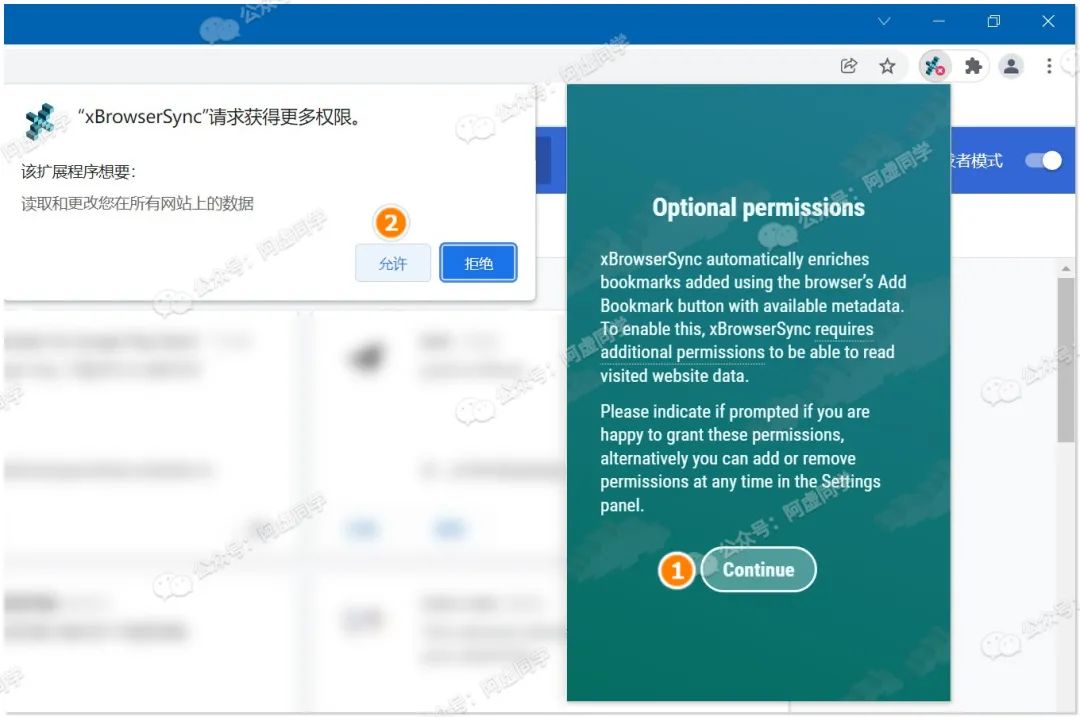 “xBrowserSync”请求获得更多权限。
该扩展程序想要：
读取和更改您在所有网站上的数据
2
允许
拒绝
者模式
Optional permissions
xBrowserSync automatically enriches
bookmarks added using the browser’s Add
Bookmark button with available metadata.
To enable this, xBrowserSync requires
additional permissions to be able to read
visited website data.
Please indicate if prompted if you are
happy to grant these permissions,
alternatively you can add or remove
permissions at any time in the Settings
panel.
1
Continue
公众号：阿虚同学